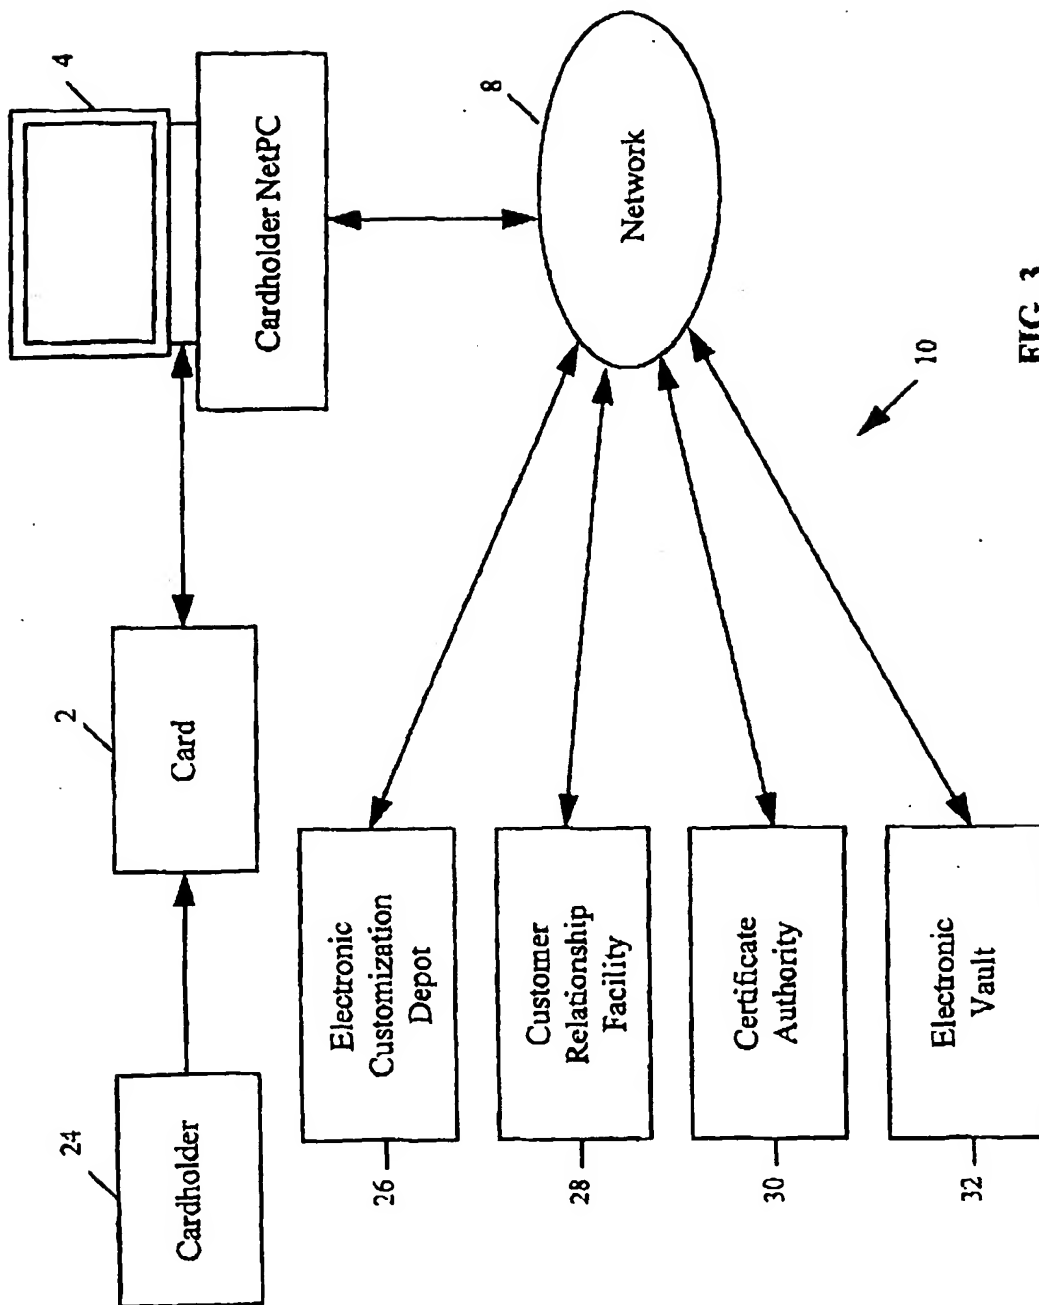 24
Cardholder
2
Card
4
Cardholder NetPC
8
Network
Electronic
Customization
Depot
26
Customer
Relationship
Facility
28
Certificate
Authority
30
Electronic
Vault
32
10
FIG. 3